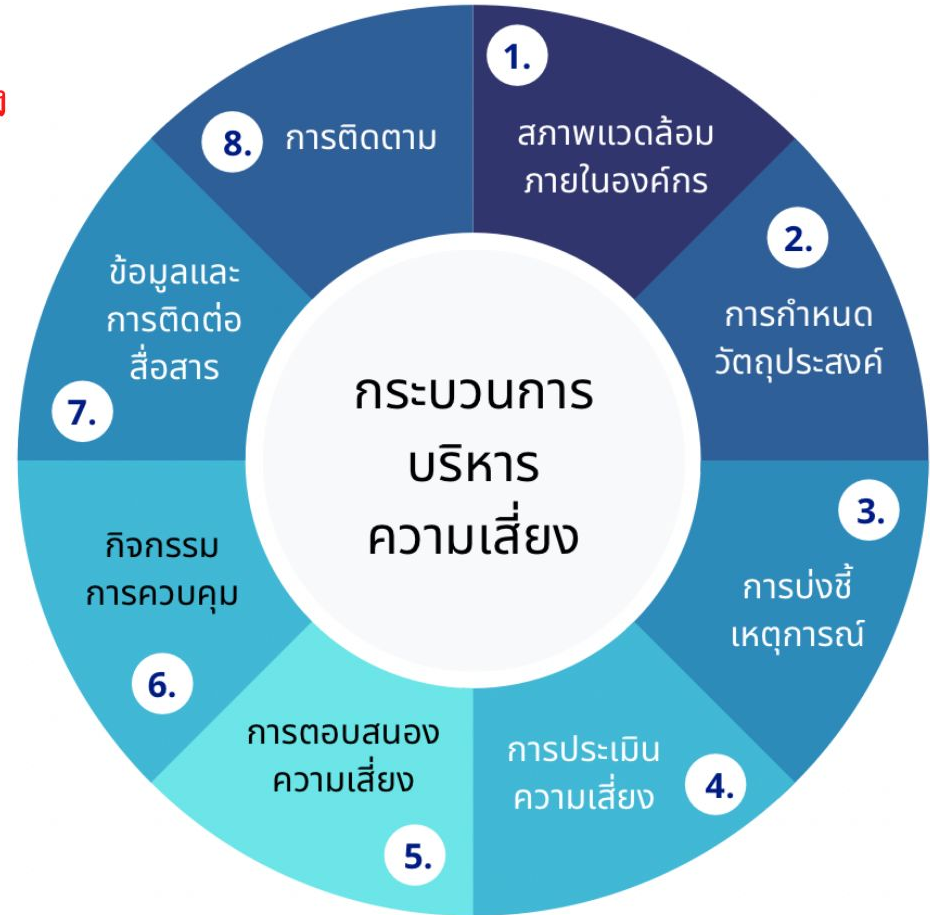 กระบวนการ
บริหาร
ความเสี่ยง
1.
สภาพแวดล้อม
ภายในองค์กร
2.
การกำหนด
วัตถุประสงค์
3.
การบ่งชี้
เหตุการณ์
4.
การประเมิน
ความเสี่ยง
5.
การตอบสนอง
ความเสี่ยง
6.
กิจกรรม
การควบคุม
7.
ข้อมูลและ
การติดต่อ
สื่อสาร
8.
การติดตาม